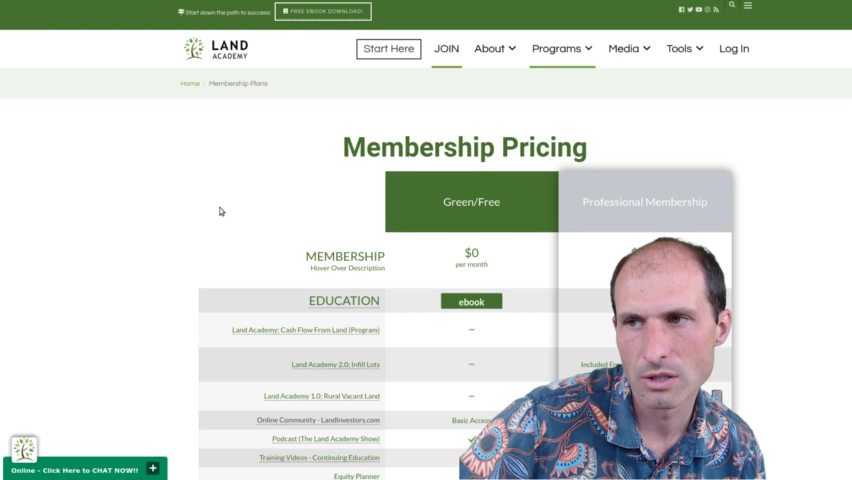 Start down the path to success:
FREE EBOOK DOWNLOAD!
LAND
ACADEMY
Start Here JOIN About Programs Media Tools Log In
Home / Membership Plans
Membership Pricing
Green/Free Professional Membership
MEMBERSHIP $0
Hover Over Description per month
EDUCATION ebook
Land Academy: Cash Flow From Land (Program) —
Land Academy 2.0: Infill Lots — Included
Land Academy 1.0: Rural Vacant Land —
Online Community - LandInvestors.com Basic Access
Podcast (The Land Academy Show)
Training Videos - Continuing Education —
Equity Planner
Online – Click Here to CHAT NOW!! +